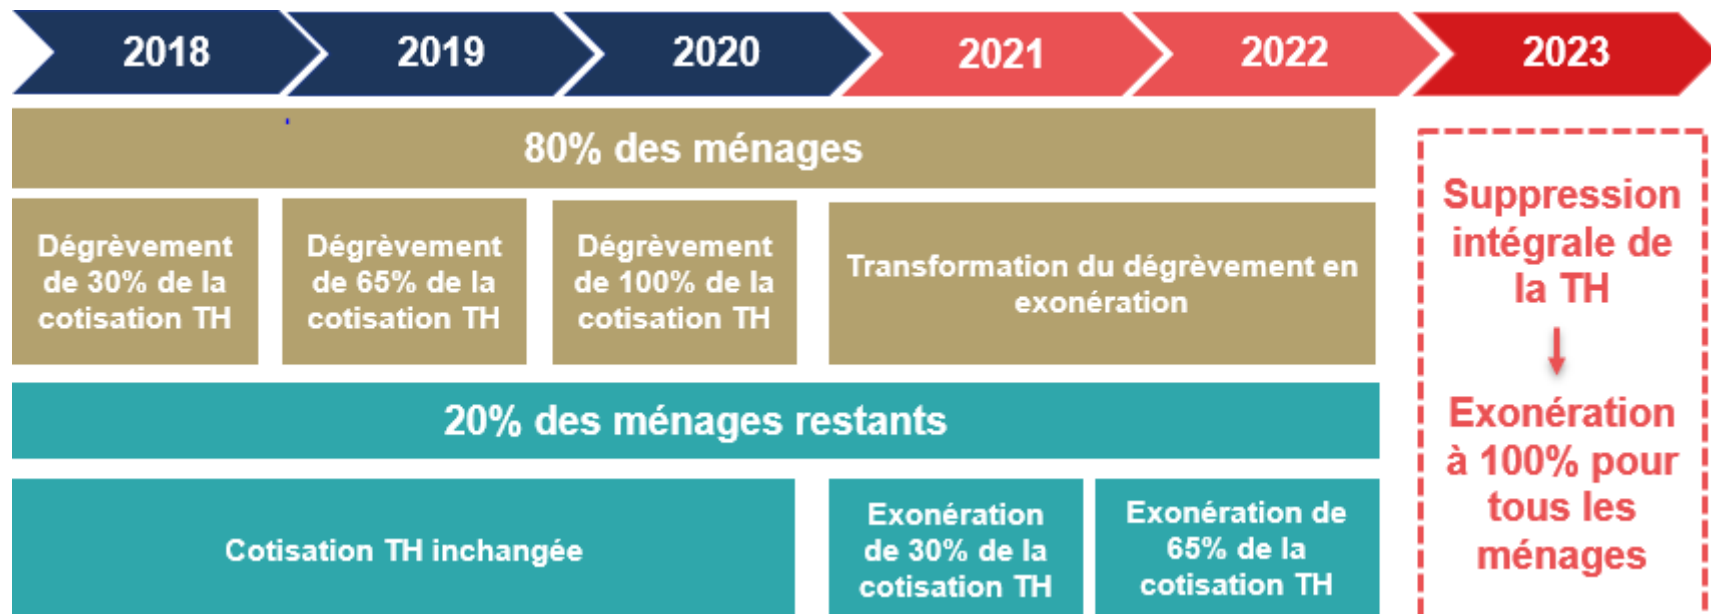 2018
2019
2020
2021
2022
2023
80% des ménages
Dégrèvement
de 30% de la
cotisation TH
Dégrèvement
de 65% de la
cotisation TH
Dégrèvement
de 100% de la
cotisation TH
Transformation du dégrèvement en
exonération
20% des ménages restants
Cotisation TH inchangée
Exonération
de 30% de la
cotisation TH
Exonération de
65% de la
cotisation TH
Suppression
intégrale de
la TH
Exonération
à 100% pour
tous les
ménages